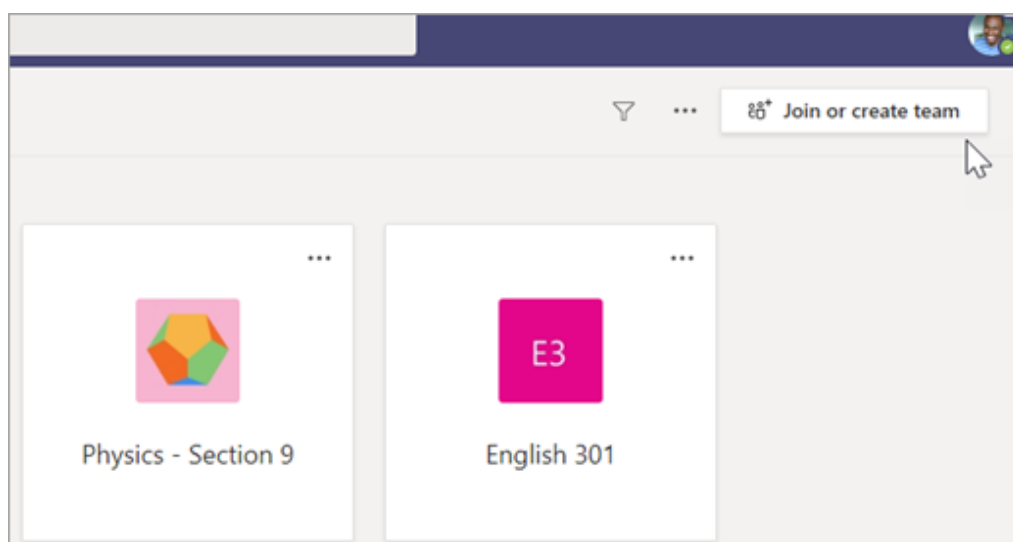 Join or create team
E3
Physics - Section 9
English 301